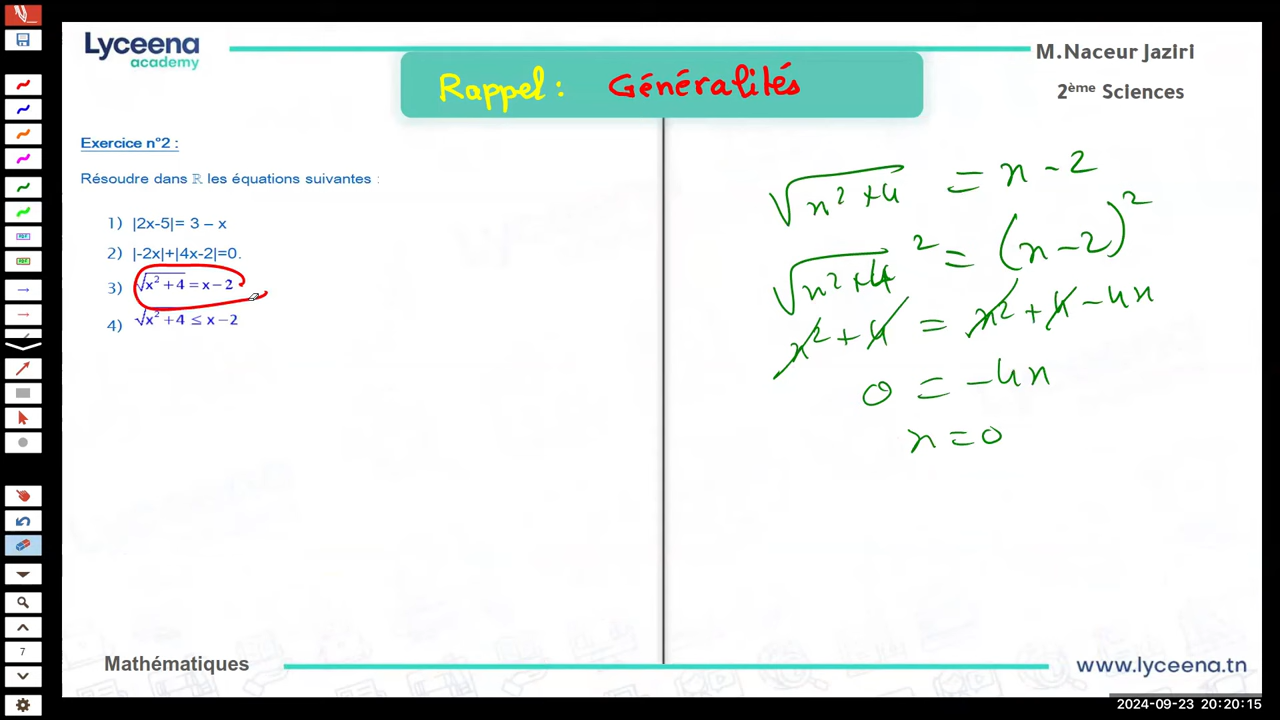 Lyceena
academy
M.Naceur Jaziri
2ème Sciences
Rappel : Généralités
Exercice n°2 :
Résoudre dans ℝ les équations suivantes :
1) |2x-5|= 3 – x
2) |-2x|+|4x-2|=0.
3) √(x²+4) = x−2
4) √(x²+4) ≤ x−2
√(x²+4) = x-2
√(x²+4)² = (x-2)²
x²+4 = x²+4-4x
0 = -4x
x=0
7
Mathématiques
www.lyceena.tn
2024-09-23 20:20:15